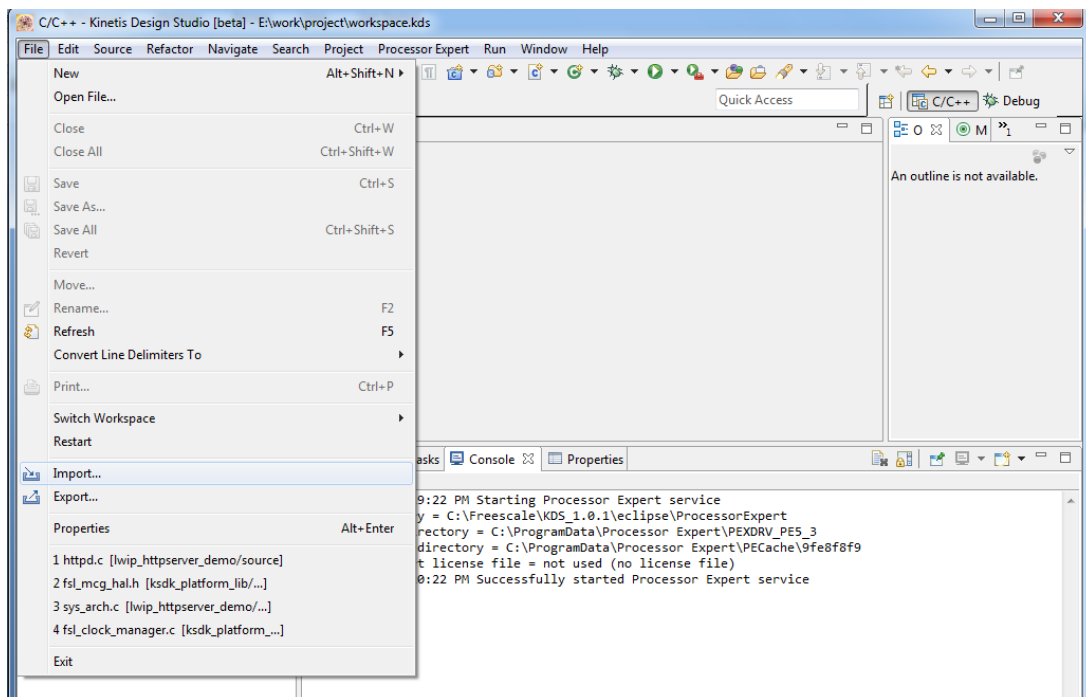 C/C++ - Kinetis Design Studio [beta] - E:\work\project\workspace.kds
File Edit Source Refactor Navigate Search Project Processor Expert Run Window Help
New Alt+Shift+N
Open File...
Quick Access C/C++ Debug
Close Ctrl+W
O M »1
Close All Ctrl+Shift+W
An outline is not available.
Save Ctrl+S
Save As...
Save All Ctrl+Shift+S
Revert
Move...
Rename... F2
Refresh F5
Convert Line Delimiters To
Print... Ctrl+P
Switch Workspace
Restart
asks Console Properties
Import...
Export...
9:22 PM Starting Processor Expert service
y = C:\Freescale\KDS_1.0.1\eclipse\ProcessorExpert
Properties Alt+Enter
rectory = C:\ProgramData\Processor Expert\PEXDRV_PE5_3
directory = C:\ProgramData\Processor Expert\PECache\9fe8f8f9
1 httpd.c [lwip_httpserver_demo/source]
t license file = not used (no license file)
2 fsl_mcg_hal.h [ksdk_platform_lib/...]
0:22 PM Successfully started Processor Expert service
3 sys_arch.c [lwip_httpserver_demo/...]
4 fsl_clock_manager.c [ksdk_platform_...]
Exit